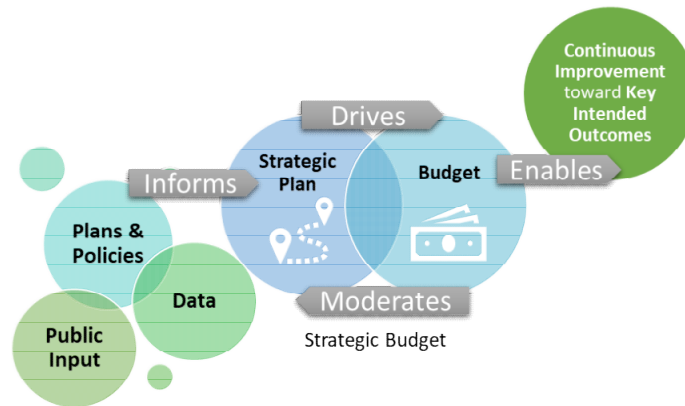 Continuous
Improvement
toward Key
Intended
Outcomes
Drives
Strategic
Plan
Budget
Enables
Informs
Plans &
Policies
Data
Public
Input
Moderates
Strategic Budget